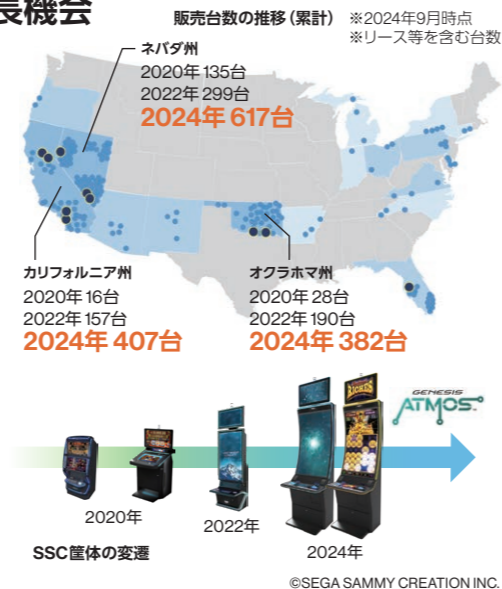 長機会
販売台数の推移(累計) ※2024年9月時点
※リース等を含む台数
ネバダ州
2020年 135台
2022年 299台
2024年 617台
カリフォルニア州
2020年 16台
2022年 157台
2024年 407台
オクラホマ州
2020年 28台
2022年 190台
2024年 382台
GENESIS
ATMOS
2020年
2022年
2024年
SSC筐体の変遷
©SEGA SAMMY CREATION INC.